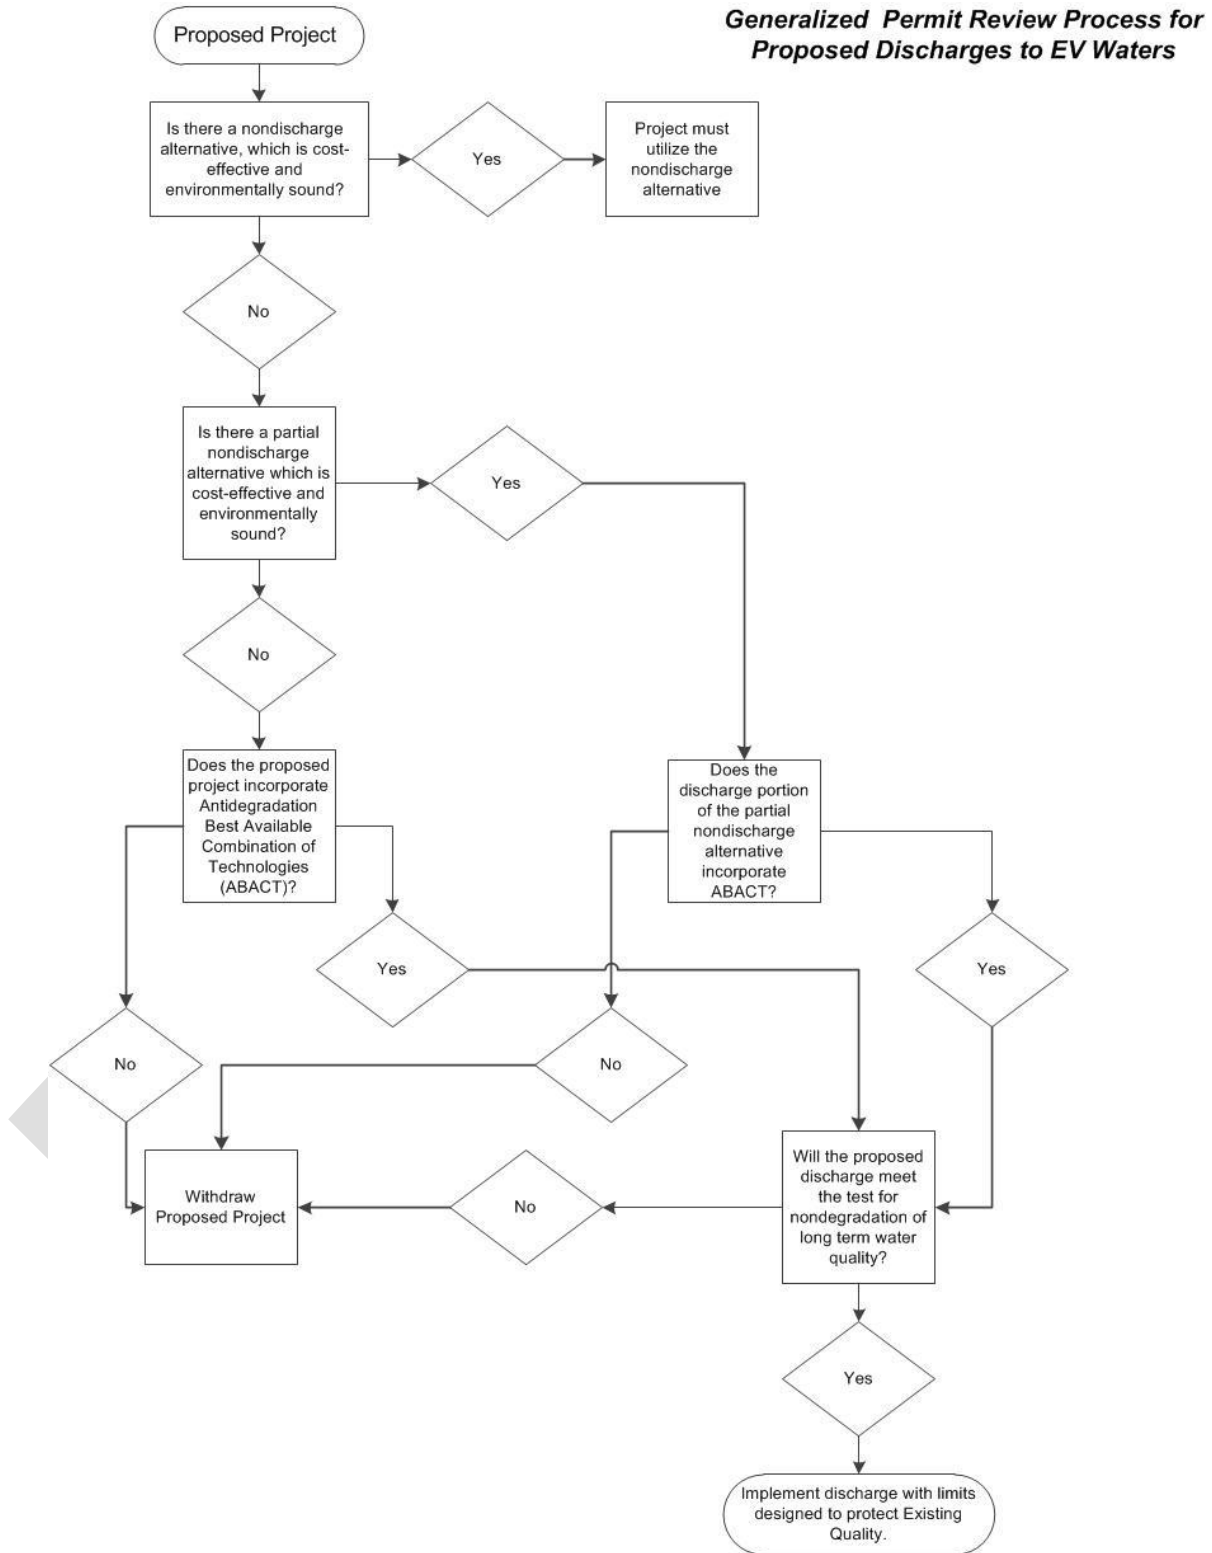 Generalized Permit Review Process for
Proposed Discharges to EV Waters
Proposed Project
Is there a nondischarge
alternative, which is cost-
effective and
environmentally sound?
Yes
Project must
utilize the
nondischarge
alternative
No
Is there a partial
nondischarge
alternative which is
cost-effective and
environmentally
sound?
Yes
No
Does the proposed
project incorporate
Antidegradation
Best Available
Combination of
Technologies
(ABACT)?
Does the
discharge portion
of the partial
nondischarge
alternative
incorporate
ABACT?
Yes
Yes
No
No
Withdraw
Proposed Project
No
Will the proposed
discharge meet
the test for
nondegradation of
long term water
quality?
Yes
Implement discharge with limits
designed to protect Existing
Quality.